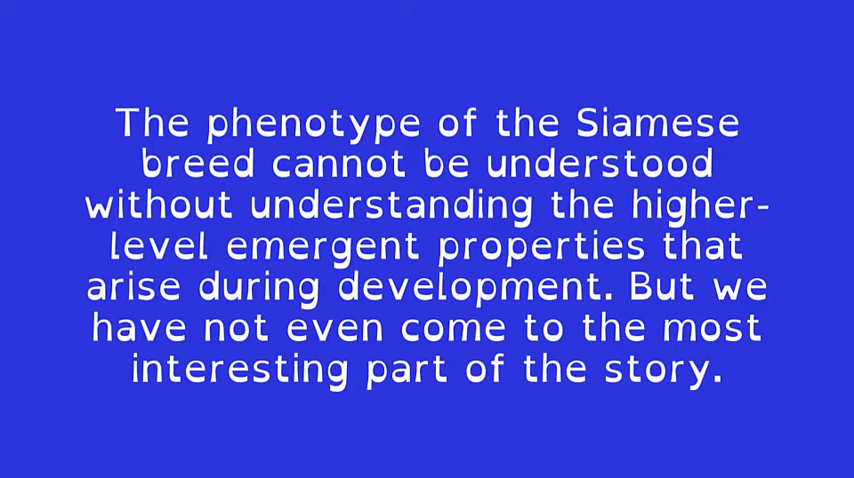 The phenotype of the Siamese
breed cannot be understood
without understanding the higher-
level emergent properties that
arise during development. But we
have not even come to the most
interesting part of the story.